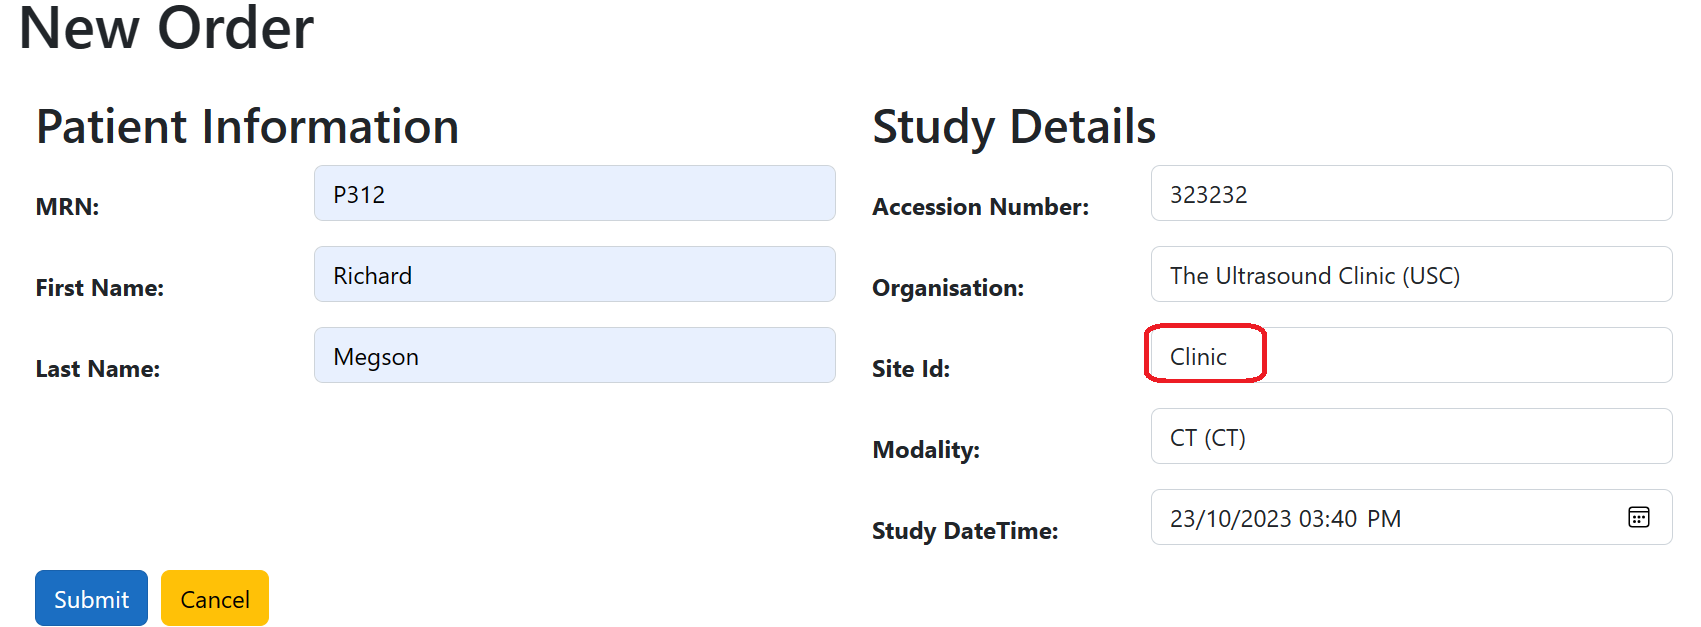 New Order
Patient Information
MRN: P312
First Name: Richard
Last Name: Megson
Study Details
Accession Number: 323232
Organisation: The Ultrasound Clinic (USC)
Site Id: Clinic
Modality: CT (CT)
Study DateTime: 23/10/2023 03:40 PM
Submit Cancel